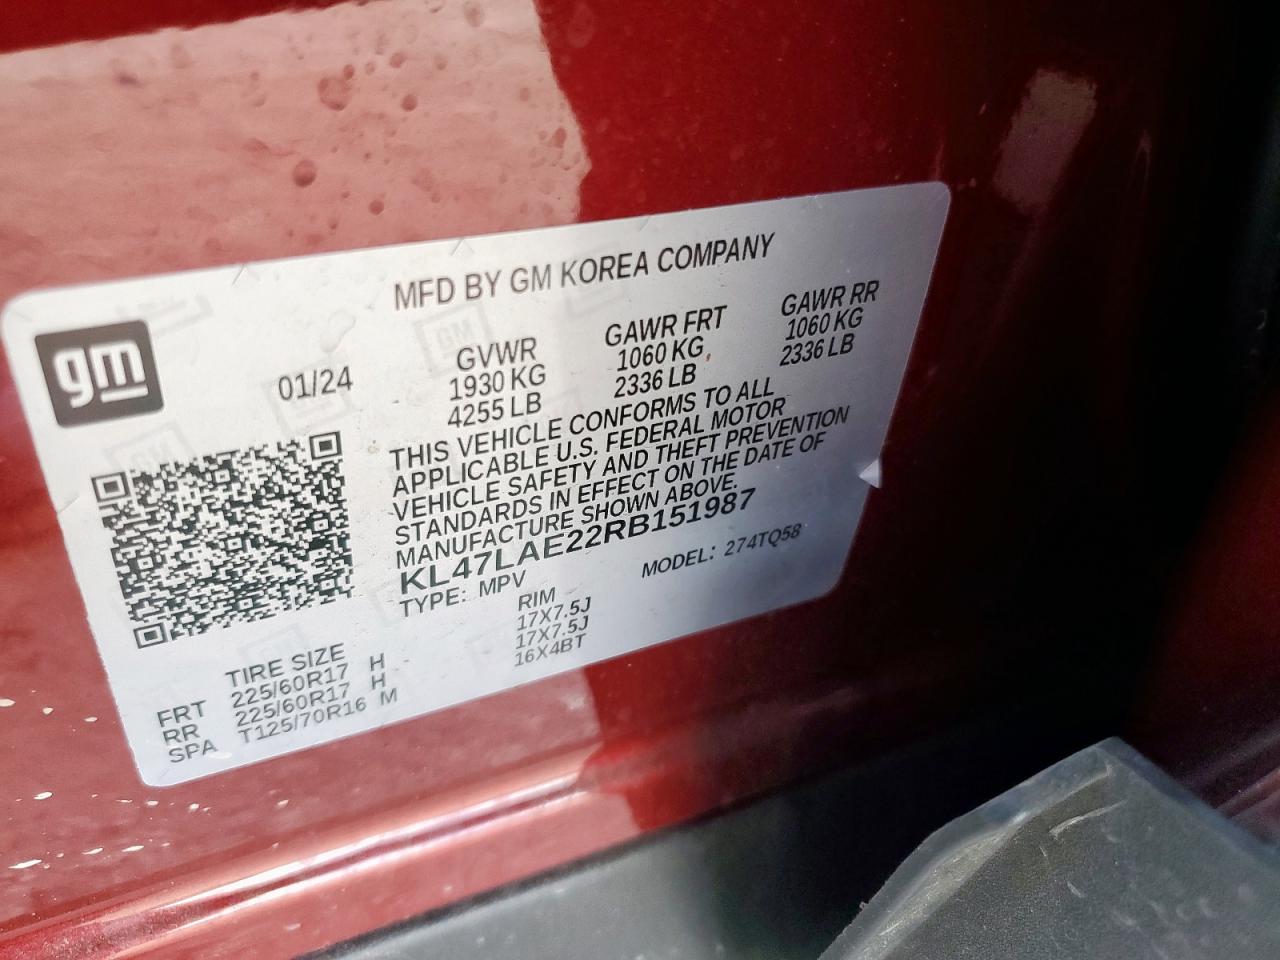 MFD BY GM KOREA COMPANY
gm
01/24
GVWR GAWR FRT GAWR RR
1930 KG 1060 KG 1060 KG
4255 LB 2336 LB 2336 LB
THIS VEHICLE CONFORMS TO ALL
APPLICABLE U.S. FEDERAL MOTOR
VEHICLE SAFETY AND THEFT PREVENTION
STANDARDS IN EFFECT ON THE DATE OF
MANUFACTURE SHOWN ABOVE.
KL47LAE22RB151987
TYPE: MPV MODEL: 274TQ58
TIRE SIZE RIM
FRT 225/60R17 H 17X7.5J
RR 225/60R17 H 17X7.5J
SPA T125/70R16 M 16X4BT